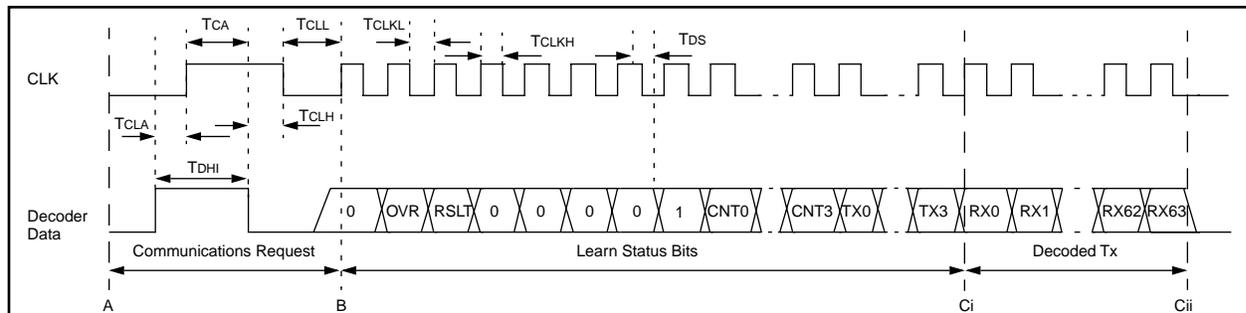 TCA TCLL TCLKL TCLKH TDS
CLK
TCLA TCLH
TDHI
Decoder
Data
0 OVR RSLT 0 0 0 0 1 CNT0 CNT3 TX0 TX3 RX0 RX1 RX62 RX63
Communications Request Learn Status Bits Decoded Tx
A B Ci Cii